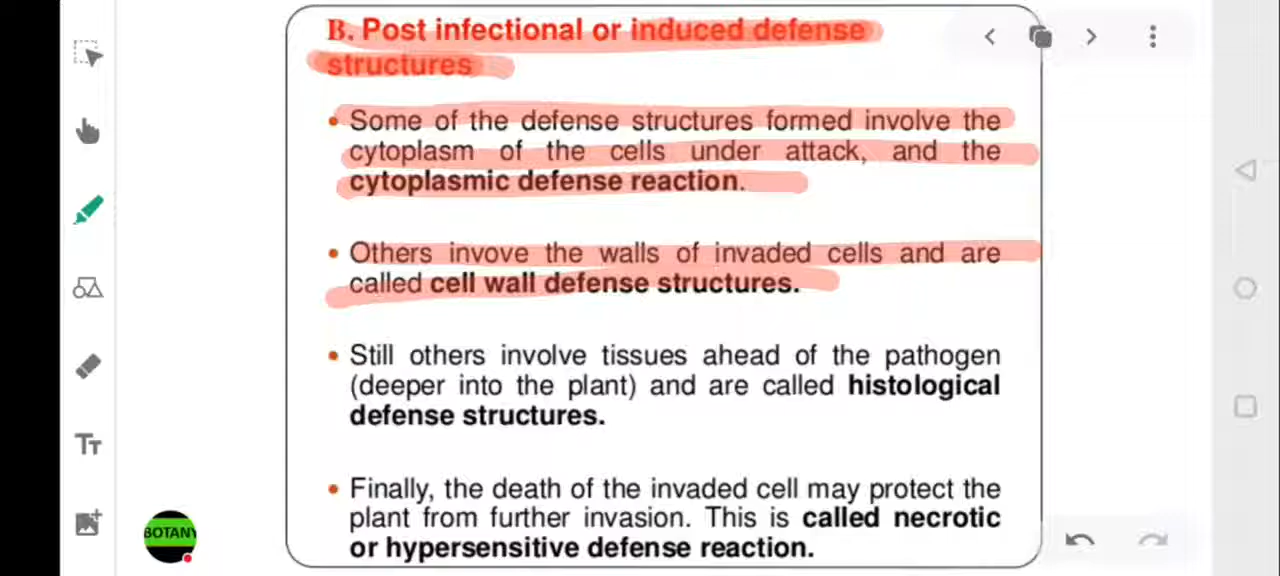 B. Post infectional or induced defense
structures
• Some of the defense structures formed involve the
cytoplasm of the cells under attack, and the
cytoplasmic defense reaction.
• Others invove the walls of invaded cells and are
called cell wall defense structures.
• Still others involve tissues ahead of the pathogen
(deeper into the plant) and are called histological
defense structures.
• Finally, the death of the invaded cell may protect the
plant from further invasion. This is called necrotic
or hypersensitive defense reaction.
TT
BOTANY